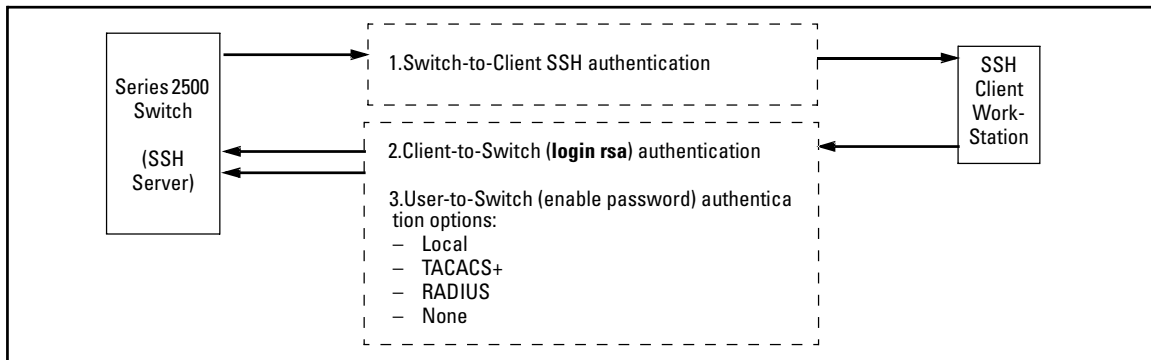 Series 2500
Switch
(SSH
Server)
1.Switch-to-Client SSH authentication
2.Client-to-Switch (login rsa) authentication
3.User-to-Switch (enable password) authentica
tion options:
– Local
– TACACS+
– RADIUS
– None
SSH
Client
Work-
Station